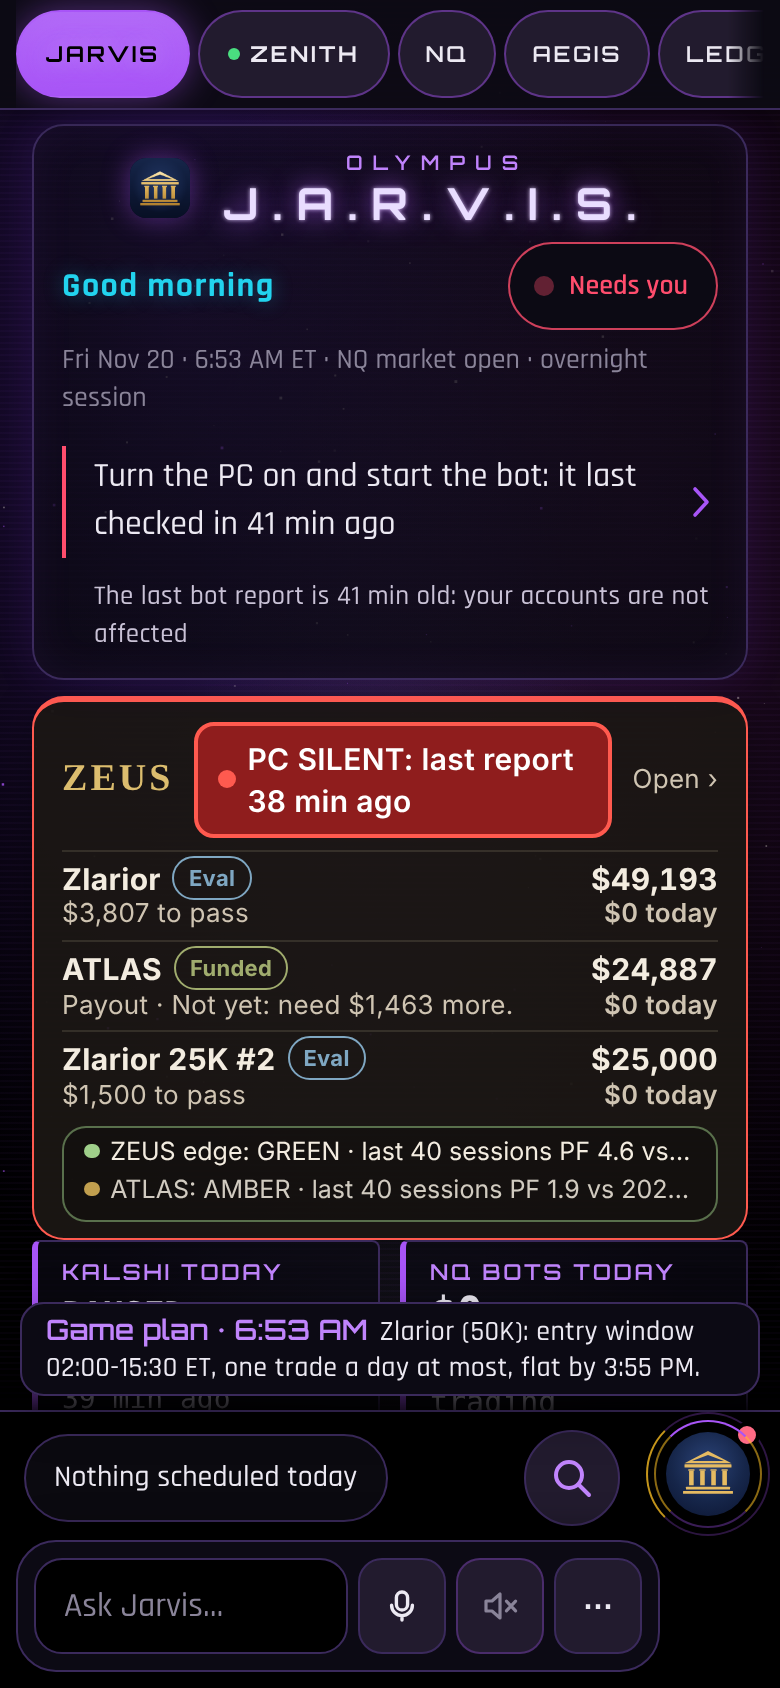 JARVIS
ZENITH
NQ
AEGIS
LEDG
OLYMPUS
J.A.R.V.I.S.
Good morning
Needs you
Fri Nov 20 · 6:53 AM ET · NQ market open · overnight
session
Turn the PC on and start the bot: it last
checked in 41 min ago
The last bot report is 41 min old: your accounts are not
affected
ZEUS
PC SILENT: last report
38 min ago
Open ›
Zlarior Eval
$49,193
$3,807 to pass
$0 today
ATLAS Funded
$24,887
Payout · Not yet: need $1,463 more.
$0 today
Zlarior 25K #2 Eval
$25,000
$1,500 to pass
$0 today
ZEUS edge: GREEN · last 40 sessions PF 4.6 vs...
ATLAS: AMBER · last 40 sessions PF 1.9 vs 202...
KALSHI TODAY
NQ BOTS TODAY
Game plan · 6:53 AM Zlarior (50K): entry window
02:00-15:30 ET, one trade a day at most, flat by 3:55 PM.
39 min ago
trading
Nothing scheduled today
Ask Jarvis...